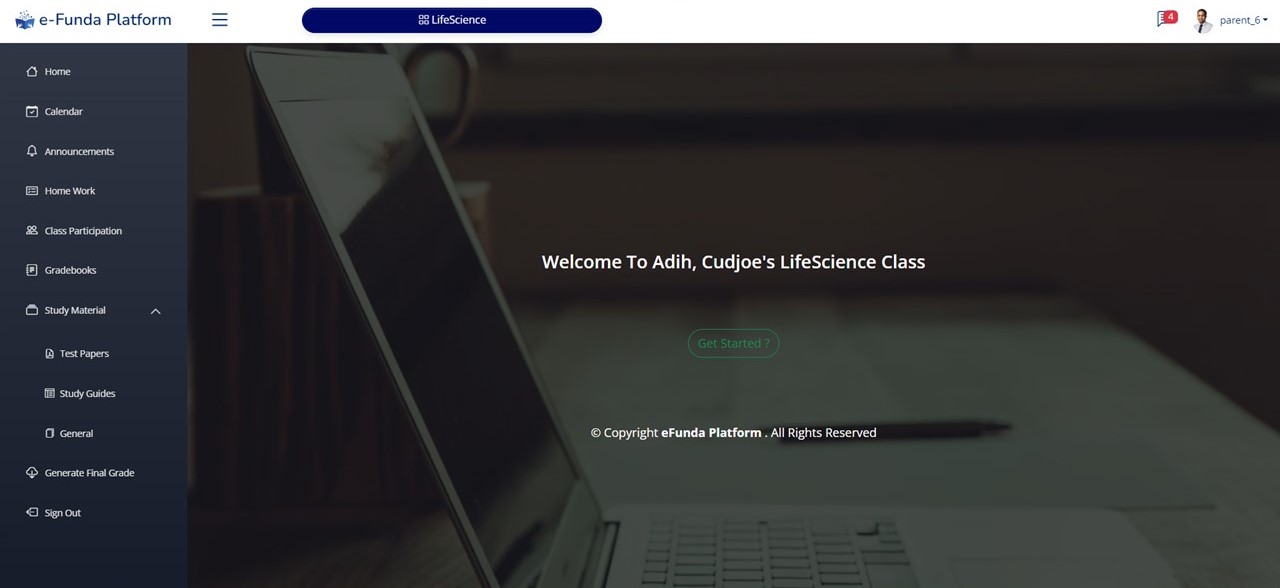 e-Funda Platform
LifeScience
4
parent_6
Home
Calendar
Announcements
Home Work
Class Participation
Gradebooks
Study Material
Test Papers
Study Guides
General
Generate Final Grade
Sign Out
Welcome To Adih, Cudjoe's LifeScience Class
Get Started ?
© Copyright eFunda Platform . All Rights Reserved